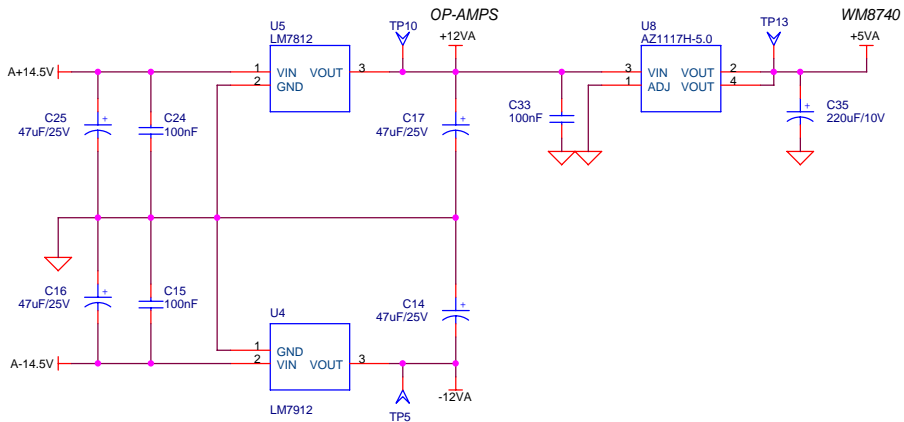 OP-AMPS
WM8740
U5
LM7812
TP10
+12VA
U8
AZ1117H-5.0
TP13
+5VA
A+14.5V
1 VIN VOUT 3
2 GND
3 VIN VOUT 2
1 ADJ VOUT 4
C25
47uF/25V
+
C24
100nF
C17
47uF/25V
+
C33
100nF
C35
220uF/10V
+
C16
47uF/25V
+
C15
100nF
U4
C14
47uF/25V
+
1 GND
2 VIN VOUT 3
A-14.5V
LM7912
TP5
-12VA